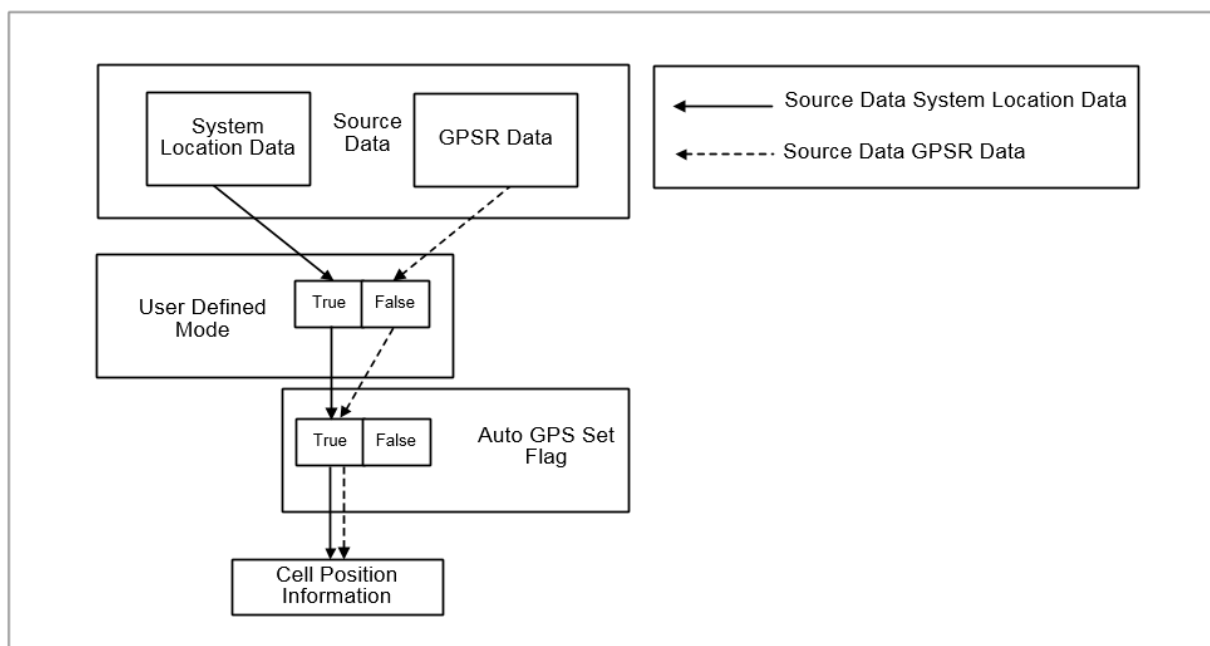 System
Location Data
Source
Data
GPSR Data
Source Data System Location Data
Source Data GPSR Data
User Defined
Mode
True
False
True
False
Auto GPS Set
Flag
Cell Position
Information